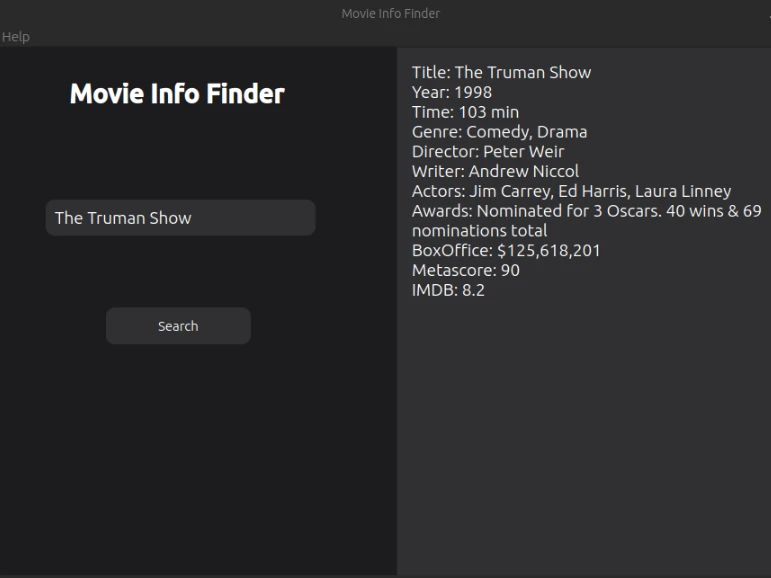 Movie Info Finder
Help
Movie Info Finder
The Truman Show
Search
Title: The Truman Show
Year: 1998
Time: 103 min
Genre: Comedy, Drama
Director: Peter Weir
Writer: Andrew Niccol
Actors: Jim Carrey, Ed Harris, Laura Linney
Awards: Nominated for 3 Oscars. 40 wins & 69
nominations total
BoxOffice: $125,618,201
Metascore: 90
IMDB: 8.2